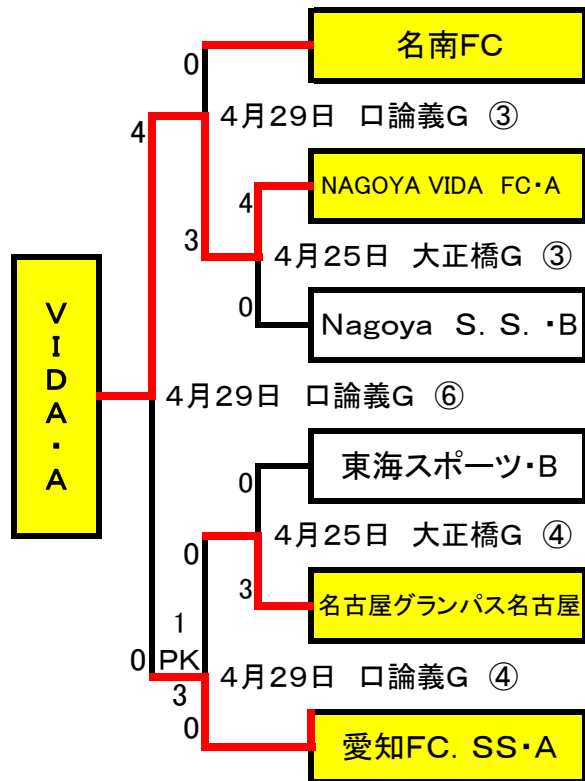 名南FC
0
4月29日 口論義G ③
4
NAGOYA VIDA FC・A
4
3
4月25日 大正橋G ③
0
Nagoya S. S. ・B
VIDA・A
4月29日 口論義G ⑥
東海スポーツ・B
0
4月25日 大正橋G ④
0
3
名古屋グランパス名古屋
1
0 PK
4月29日 口論義G ④
3
0
愛知FC. SS・A